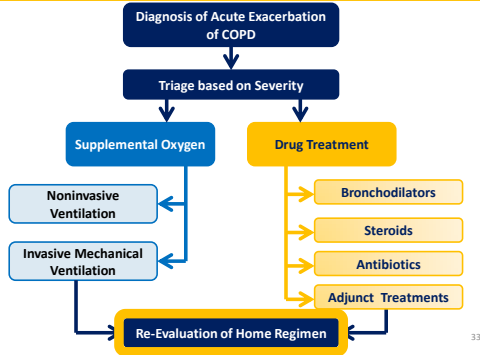 Diagnosis of Acute Exacerbation
of COPD
Triage based on Severity
Supplemental Oxygen
Drug Treatment
Noninvasive
Ventilation
Invasive Mechanical
Ventilation
Bronchodilators
Steroids
Antibiotics
Adjunct Treatments
Re-Evaluation of Home Regimen
33